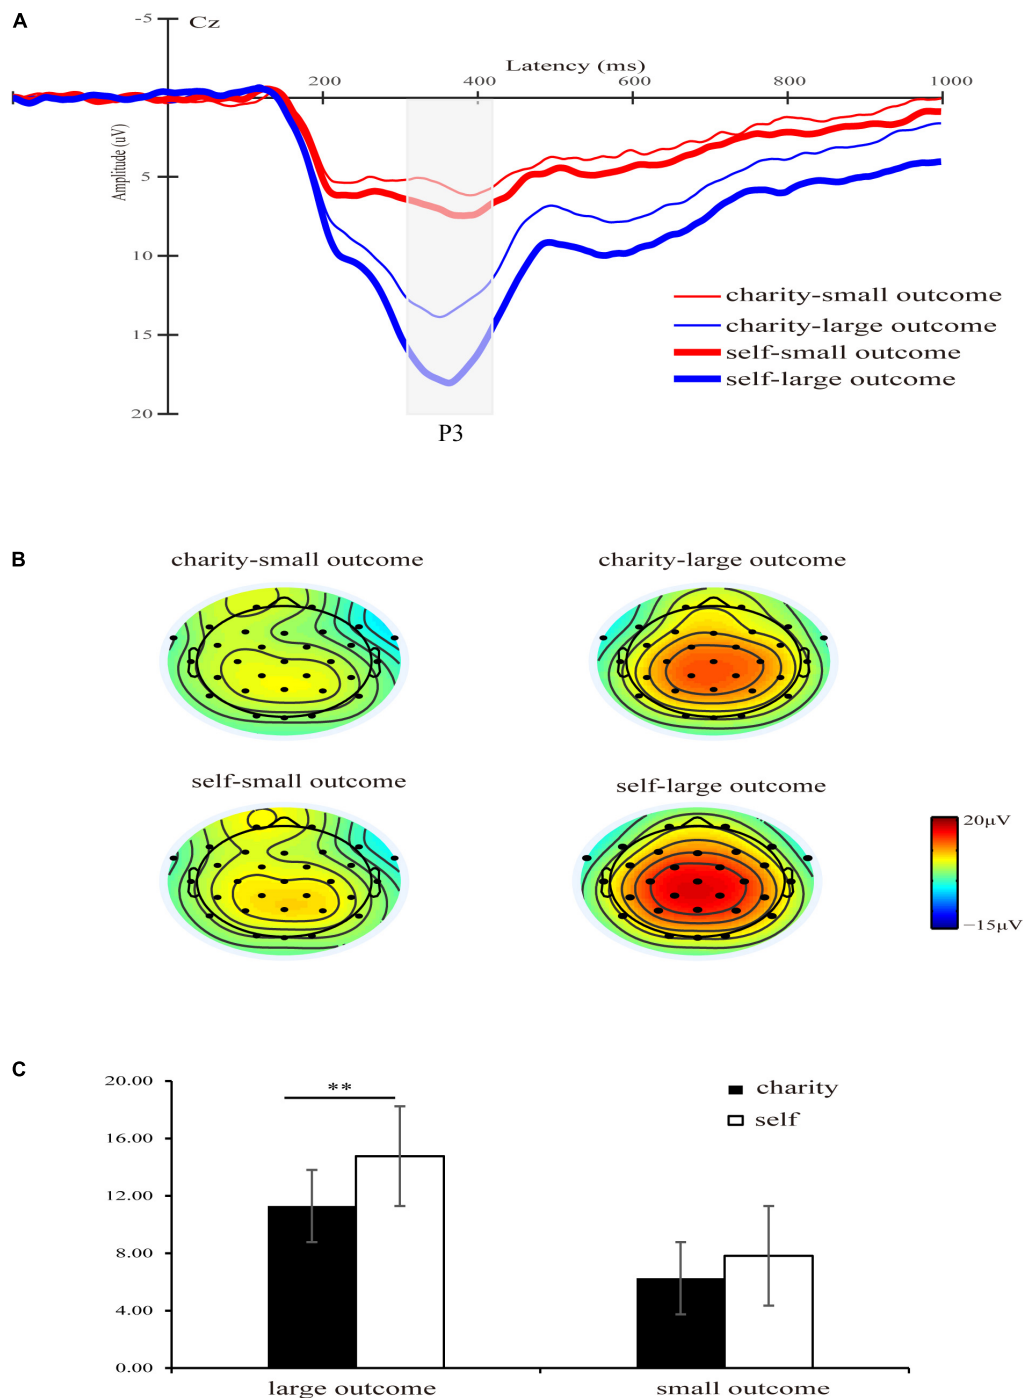 A
-5
Cz
Latency (ms)
200
400
600
800
1000
Amplitude (uV)
5
10
15
20
P3
charity-small outcome
charity-large outcome
self-small outcome
self-large outcome
B
charity-small outcome
charity-large outcome
self-small outcome
self-large outcome
20μV
−15μV
C
20.00
16.00
12.00
8.00
4.00
0.00
**
charity
self
large outcome
small outcome